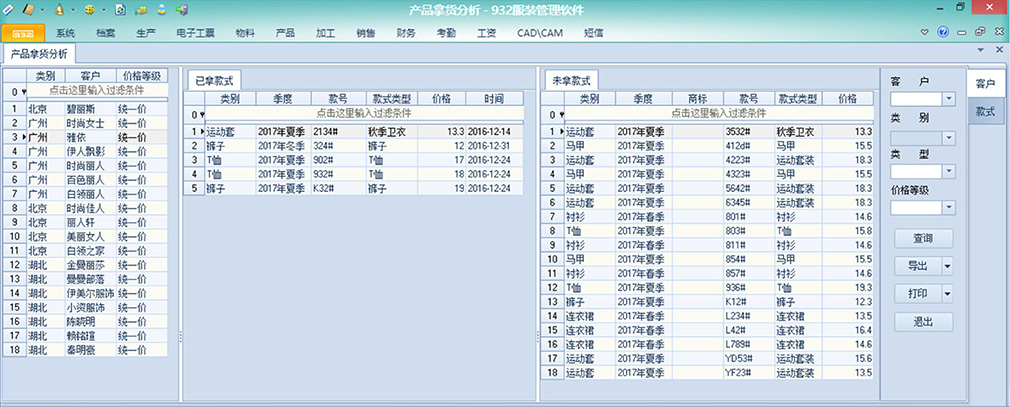 产品拿货分析 - 932服装管理软件
系统 档案 生产 电子工票 物料 产品 加工 销售 财务 考勤 工资 CAD\CAM 短信
产品拿货分析
类别 客户 价格等级
0 点击这里输入过滤条件
1 北京 碧丽斯 统一价
2 广州 时尚女士 统一价
3 广州 雅依 统一价
4 广州 伊人飘影 统一价
5 广州 时尚丽人 统一价
6 广州 百色丽人 统一价
7 广州 白领丽人 统一价
8 北京 时尚佳人 统一价
9 北京 丽人轩 统一价
10 北京 美丽女人 统一价
11 北京 白领之家 统一价
12 湖北 金曼丽莎 统一价
13 湖北 曼曼部落 统一价
14 湖北 伊美尔服饰 统一价
15 湖北 小资服饰 统一价
16 湖北 陈晓明 统一价
17 湖北 赖铭瑄 统一价
18 湖北 秦明豪 统一价
已拿款式
类别 季度 款号 款式类型 价格 时间
0 点击这里输入过滤条件
1 运动套 2017年夏季 2134# 秋季卫衣 13.3 2016-12-14
2 裤子 2017年冬季 324# 裤子 12 2016-12-31
3 T恤 2017年夏季 902# T恤 17 2016-12-24
4 T恤 2017年夏季 932# T恤 18 2016-12-24
5 裤子 2017年夏季 K32# 裤子 19 2016-12-24
未拿款式
类别 季度 商标 款号 款式类型 价格
0 点击这里输入过滤条件
1 运动套 2017年夏季 3532# 秋季卫衣 13.3
2 马甲 2017年夏季 412d# 马甲 15.5
3 运动套 2017年夏季 4223# 运动套装 18.3
4 马甲 2017年夏季 4323# 马甲 15.5
5 运动套 2017年夏季 5642# 运动套装 18.3
6 运动套 2017年夏季 6345# 运动套装 18.3
7 衬衫 2017年春季 801# 衬衫 14.6
8 T恤 2017年夏季 803# T恤 15.8
9 衬衫 2017年春季 811# 衬衫 14.6
10 马甲 2017年夏季 854# 马甲 15.5
11 衬衫 2017年春季 857# 衬衫 14.6
12 T恤 2017年夏季 936# T恤 19.3
13 裤子 2017年夏季 K12# 裤子 12.3
14 连衣裙 2017年春季 L234# 连衣裙 13.5
15 连衣裙 2017年春季 L42# 连衣裙 16.4
16 连衣裙 2017年春季 L789# 连衣裙 14.6
17 运动套 2017年夏季 YD53# 运动套装 15.6
18 运动套 2017年夏季 YF23# 运动套装 13.5
客 户
类 别
类 型
价格等级
查询
导出
打印
退出
客户
款式